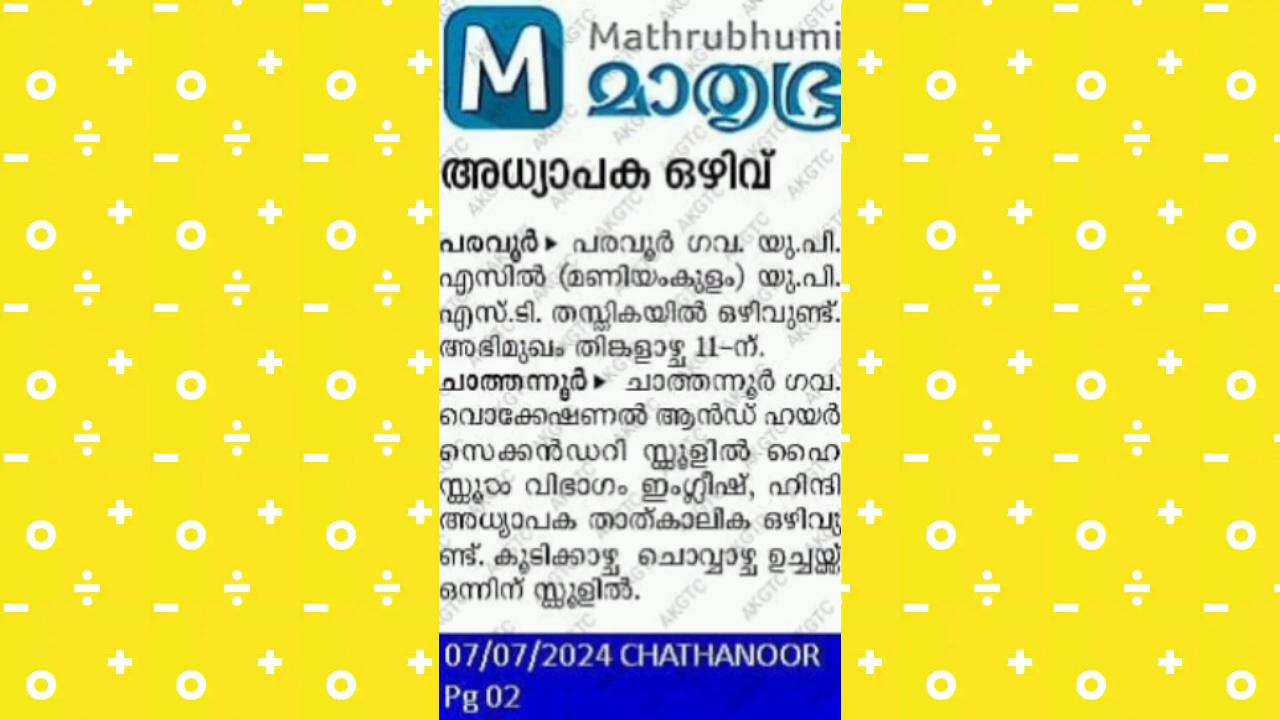 M Mathrubhumi
മാതൃഭൂ
അധ്യാപക ഒഴിവ്
പരവൂർ ▸ പരവൂർ ഗവ. യു.പി.
എസിൽ (മണിയംകുളം) യു.പി.
എസ്.ടി. തസ്തികയിൽ ഒഴിവുണ്ട്.
അഭിമുഖം തിങ്കളാഴ്ച 11-ന്.
ചാത്തന്നൂർ ▸ ചാത്തന്നൂർ ഗവ.
വൊക്കേഷണൽ ആൻഡ് ഹയർ
സെക്കൻഡറി സ്കൂളിൽ ഹൈ
സ്കൂൾ വിഭാഗം ഇംഗ്ലീഷ്, ഹിന്ദി
അധ്യാപക താത്കാലിക ഒഴിവു
ണ്ട്. കൂടിക്കാഴ്ച ചൊവ്വാഴ്ച ഉച്ചയ്ക്ക്
ഒന്നിന് സ്കൂളിൽ.
07/07/2024 CHATHANOOR
Pg 02